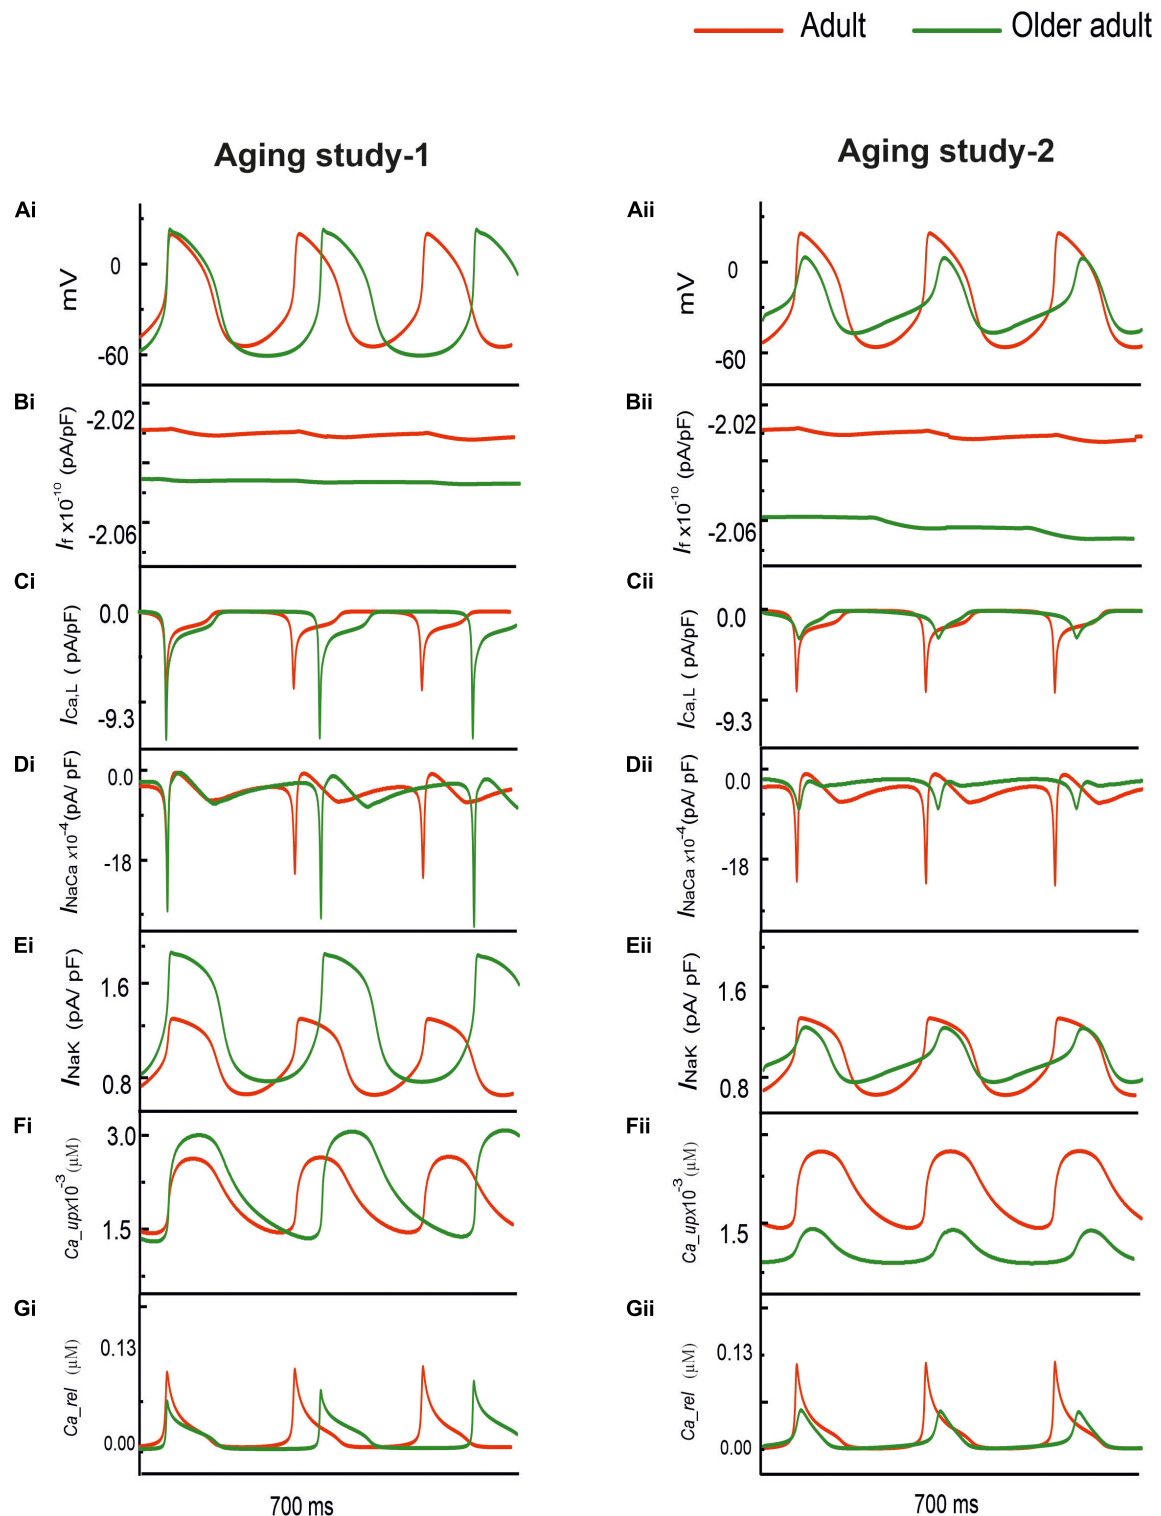 Adult Older adult
Aging study-1 Aging study-2
Ai
mV
0
-60
Aii
mV
0
-60
Bi
If x10-10 (pA/pF)
-2.02
-2.06
Bii
If x10-10 (pA/pF)
-2.02
-2.06
Ci
ICa,L ( pA/pF)
0.0
-9.3
Cii
ICa,L ( pA/pF)
0.0
-9.3
Di
INaCa x10-4(pA/ pF)
0.0
-18
Dii
INaCa x10-4(pA/ pF)
0.0
-18
Ei
INaK (pA/ pF)
1.6
0.8
Eii
INaK (pA/ pF)
1.6
0.8
Fi
Ca_upx10-3 (μM)
3.0
1.5
Fii
Ca_upx10-3 (μM)
1.5
Gi
Ca_rel (μM)
0.13
0.00
Gii
Ca_rel (μM)
0.13
0.00
700 ms 700 ms